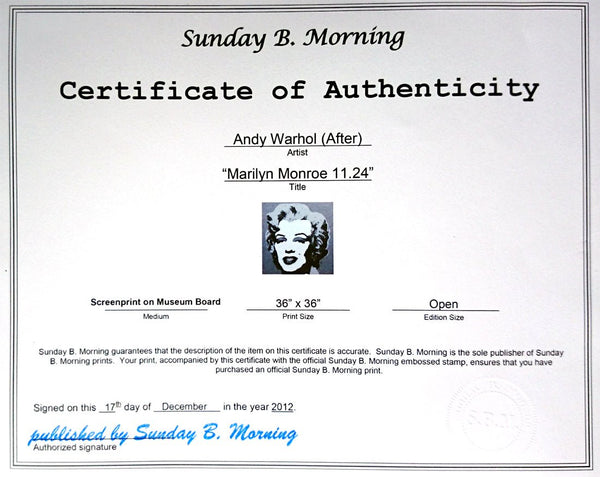 Sunday B. Morning
Certificate of Authenticity
Andy Warhol (After)
Artist
“Marilyn Monroe 11.24”
Title
Screenprint on Museum Board
Medium
36” x 36”
Print Size
Open
Edition Size
Sunday B. Morning guarantees that the description of the item on this certificate is accurate. Sunday B. Morning is the sole publisher of Sunday
B. Morning prints. Your print, accompanied by this certificate with the official Sunday B. Morning embossed stamp, ensures that you have
purchased an official Sunday B. Morning print.
Signed on this 17th day of December in the year 2012.
published by Sunday B. Morning
Authorized signature